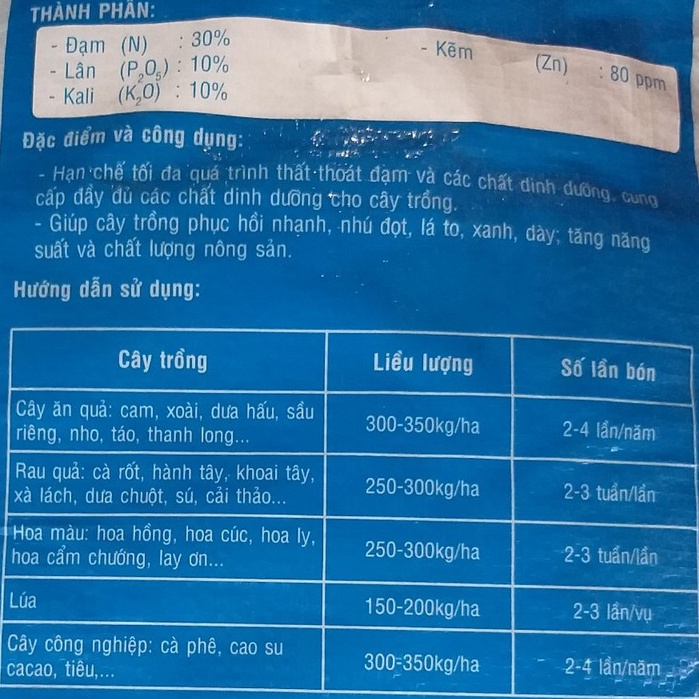 THÀNH PHẦN:
- Đạm (N) : 30%
- Lân (P₂O₅) : 10%
- Kali (K₂O) : 10%
- Kẽm (Zn) : 80 ppm
Đặc điểm và công dụng:
- Hạn chế tối đa quá trình thất thoát đạm và các chất dinh dưỡng, cung
cấp đầy đủ các chất dinh dưỡng cho cây trồng.
- Giúp cây trồng phục hồi nhanh, nhú đọt, lá to, xanh, dày; tăng năng
suất và chất lượng nông sản.
Hướng dẫn sử dụng:
Cây trồng Liều lượng Số lần bón
Cây ăn quả: cam, xoài, dưa hấu, sầu
riêng, nho, táo, thanh long... 300-350kg/ha 2-4 lần/năm
Rau quả: cà rốt, hành tây, khoai tây,
xà lách, dưa chuột, sú, cải thảo... 250-300kg/ha 2-3 tuần/lần
Hoa màu: hoa hồng, hoa cúc, hoa ly,
hoa cẩm chướng, lay ơn... 250-300kg/ha 2-3 tuần/lần
Lúa 150-200kg/ha 2-3 lần/vụ
Cây công nghiệp: cà phê, cao su
cacao, tiêu,... 300-350kg/ha 2-4 lần/năm